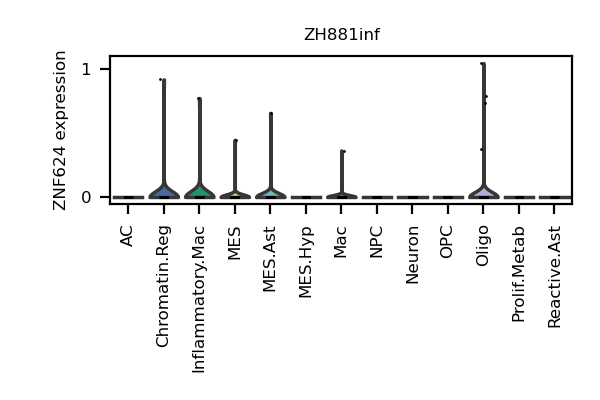 ZH881inf
ZNF624 expression
1
0
AC
Chromatin.Reg
Inflammatory.Mac
MES
MES.Ast
MES.Hyp
Mac
NPC
Neuron
OPC
Oligo
Prolif.Metab
Reactive.Ast